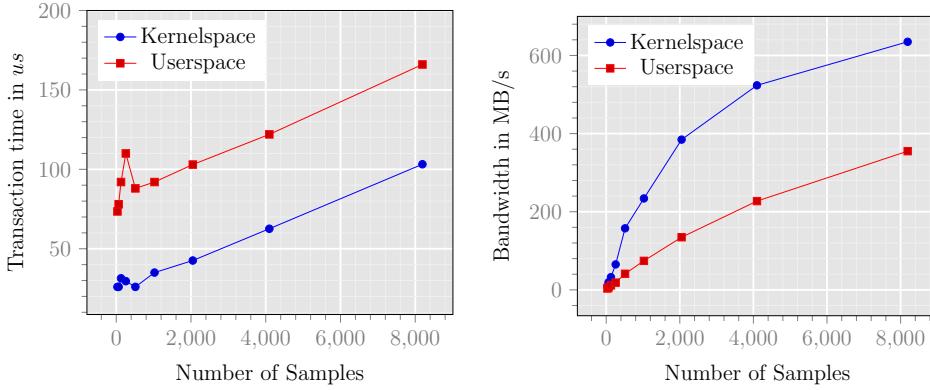 200
150
100
50
0
2,000
4,000
6,000
8,000
Transaction time in us
Number of Samples
Kernelspace
Userspace
600
400
200
0
0
2,000
4,000
6,000
8,000
Bandwidth in MB/s
Number of Samples
Kernelspace
Userspace